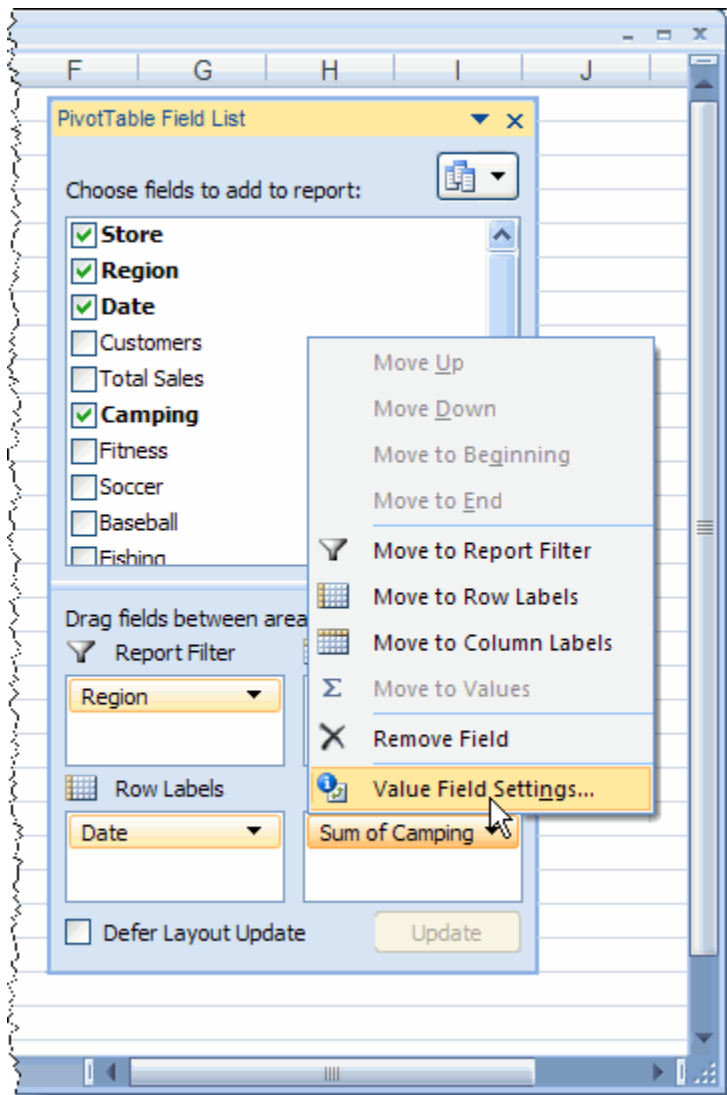 F G H I J
PivotTable Field List
Choose fields to add to report:
Store
Region
Date
Customers
Total Sales
Camping
Fitness
Soccer
Baseball
Fishing
Move Up
Move Down
Move to Beginning
Move to End
Move to Report Filter
Move to Row Labels
Move to Column Labels
Σ Move to Values
Remove Field
Value Field Settings...
Drag fields between area
Report Filter
Region
Row Labels
Date
Sum of Camping
Defer Layout Update
Update